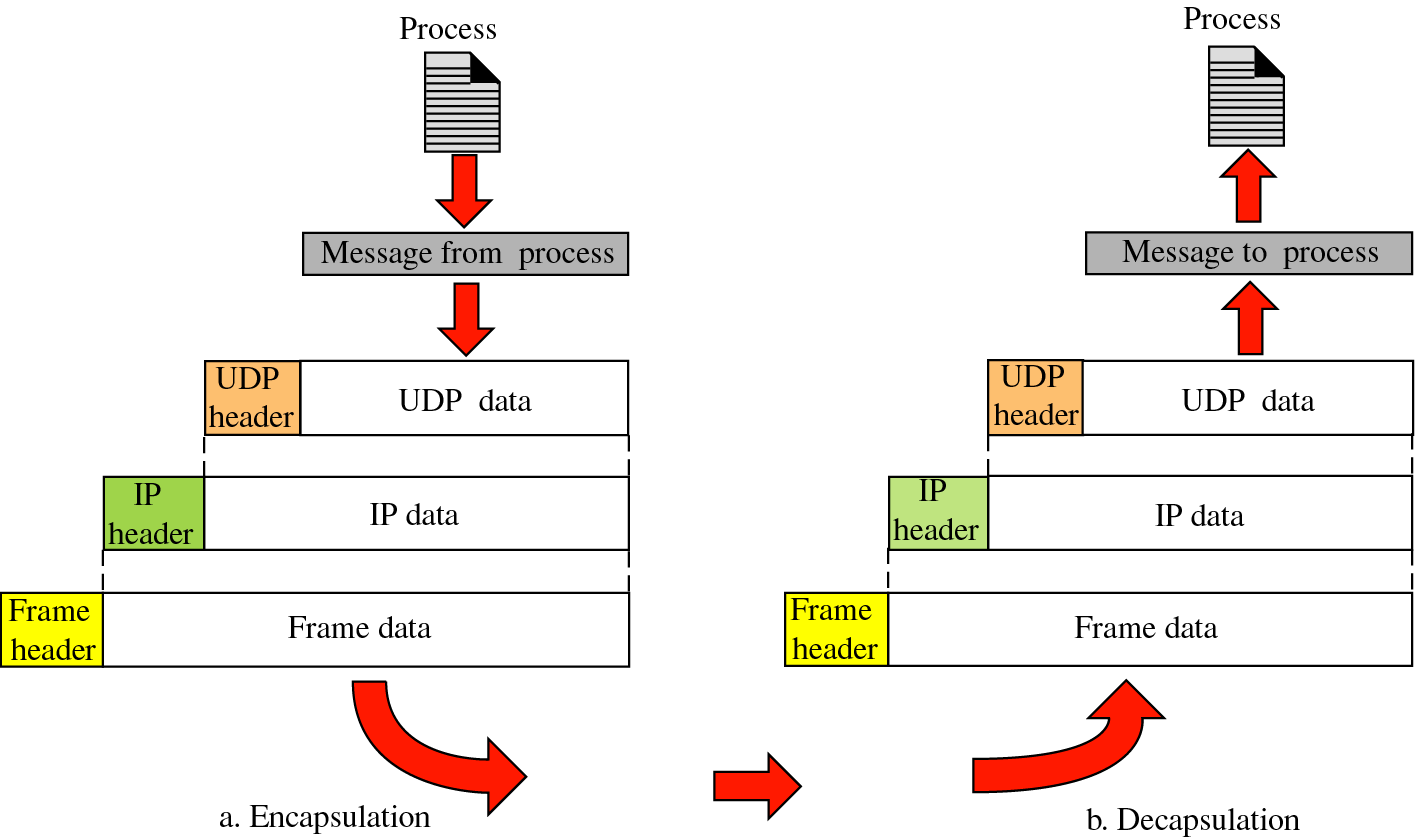 Process
Message from process
UDP
header
UDP data
IP
header
IP data
Frame
header
Frame data
a. Encapsulation
Process
Message to process
UDP
header
UDP data
IP
header
IP data
Frame
header
Frame data
b. Decapsulation